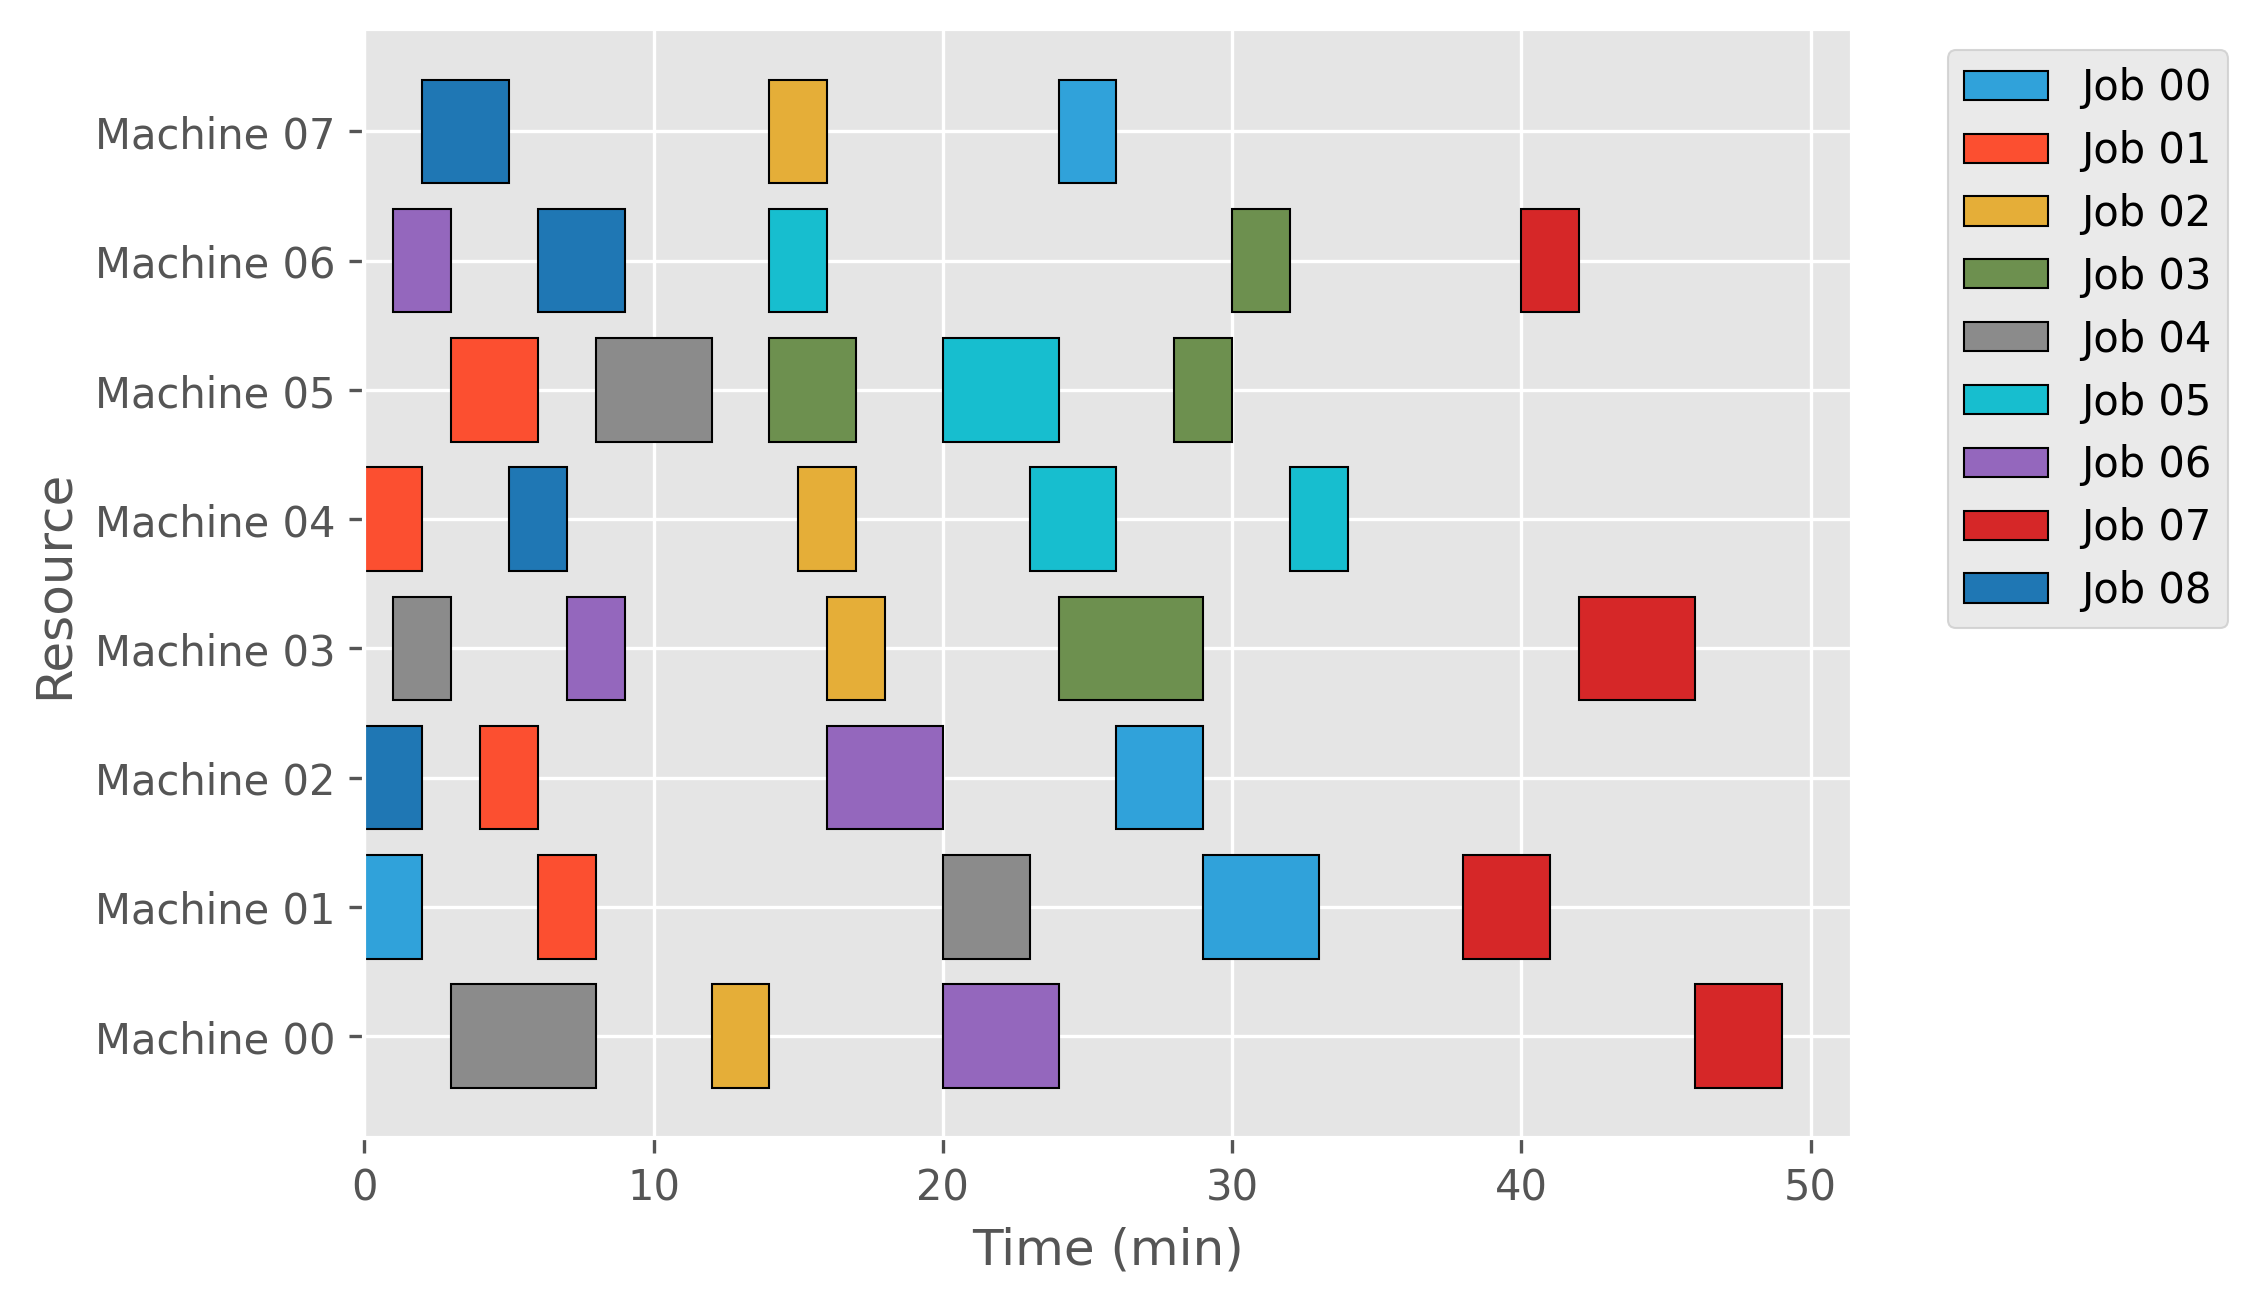 Machine 07
Machine 06
Machine 05
Machine 04
Machine 03
Machine 02
Machine 01
Machine 00
Resource
0 10 20 30 40 50
Time (min)
Job 00
Job 01
Job 02
Job 03
Job 04
Job 05
Job 06
Job 07
Job 08